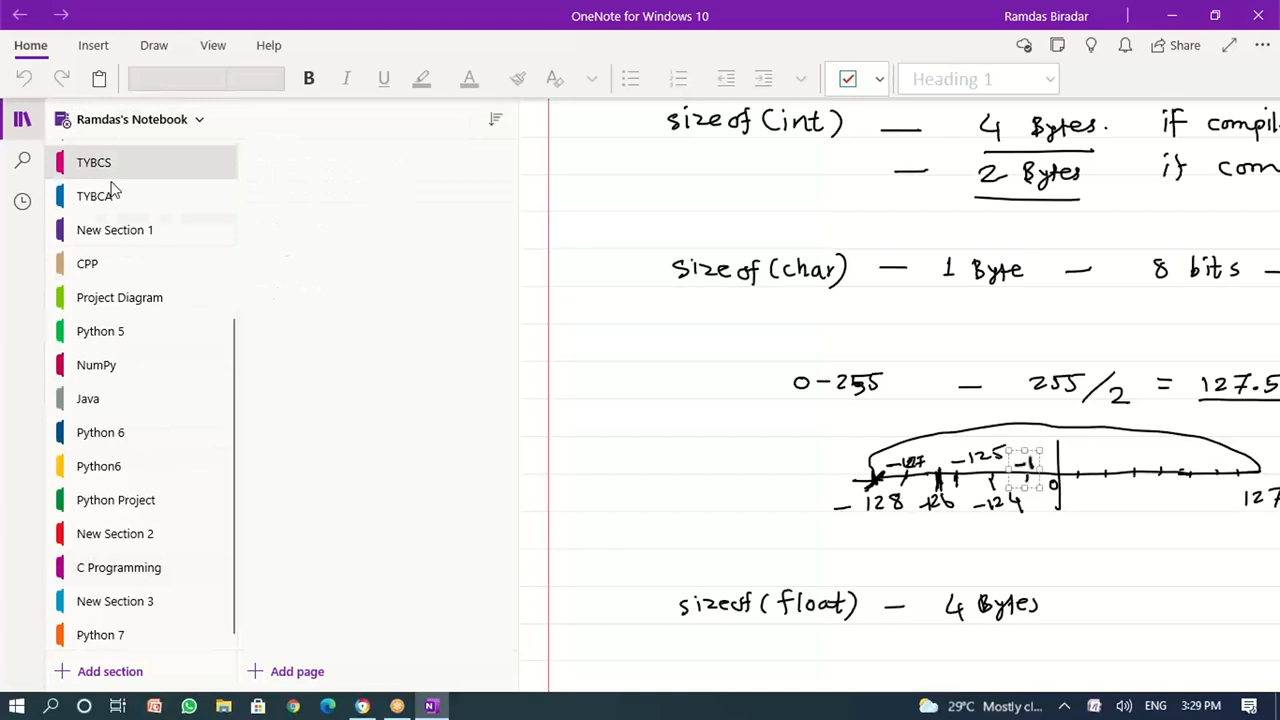 OneNote for Windows 10
Ramdas Biradar
Home Insert Draw View Help
Share
B I U A
Heading 1
Ramdas's Notebook
TYBCS
TYBCA
New Section 1
CPP
Project Diagram
Python 5
NumPy
Java
Python 6
Python6
Python Project
New Section 2
C Programming
New Section 3
Python 7
Add section
Add page
sizeof (int) — 4 Bytes. if compil
— 2 Bytes if com
sizeof (char) — 1 Byte — 8 bits —
0 - 255 — 255/2 = 127.5
-127 -125 -1
-128 -126 -124 0 127
sizeof (float) — 4 Bytes
29°C Mostly cl...
ENG 3:29 PM